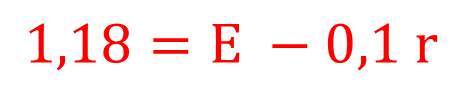 1,18 = E − 0,1 r